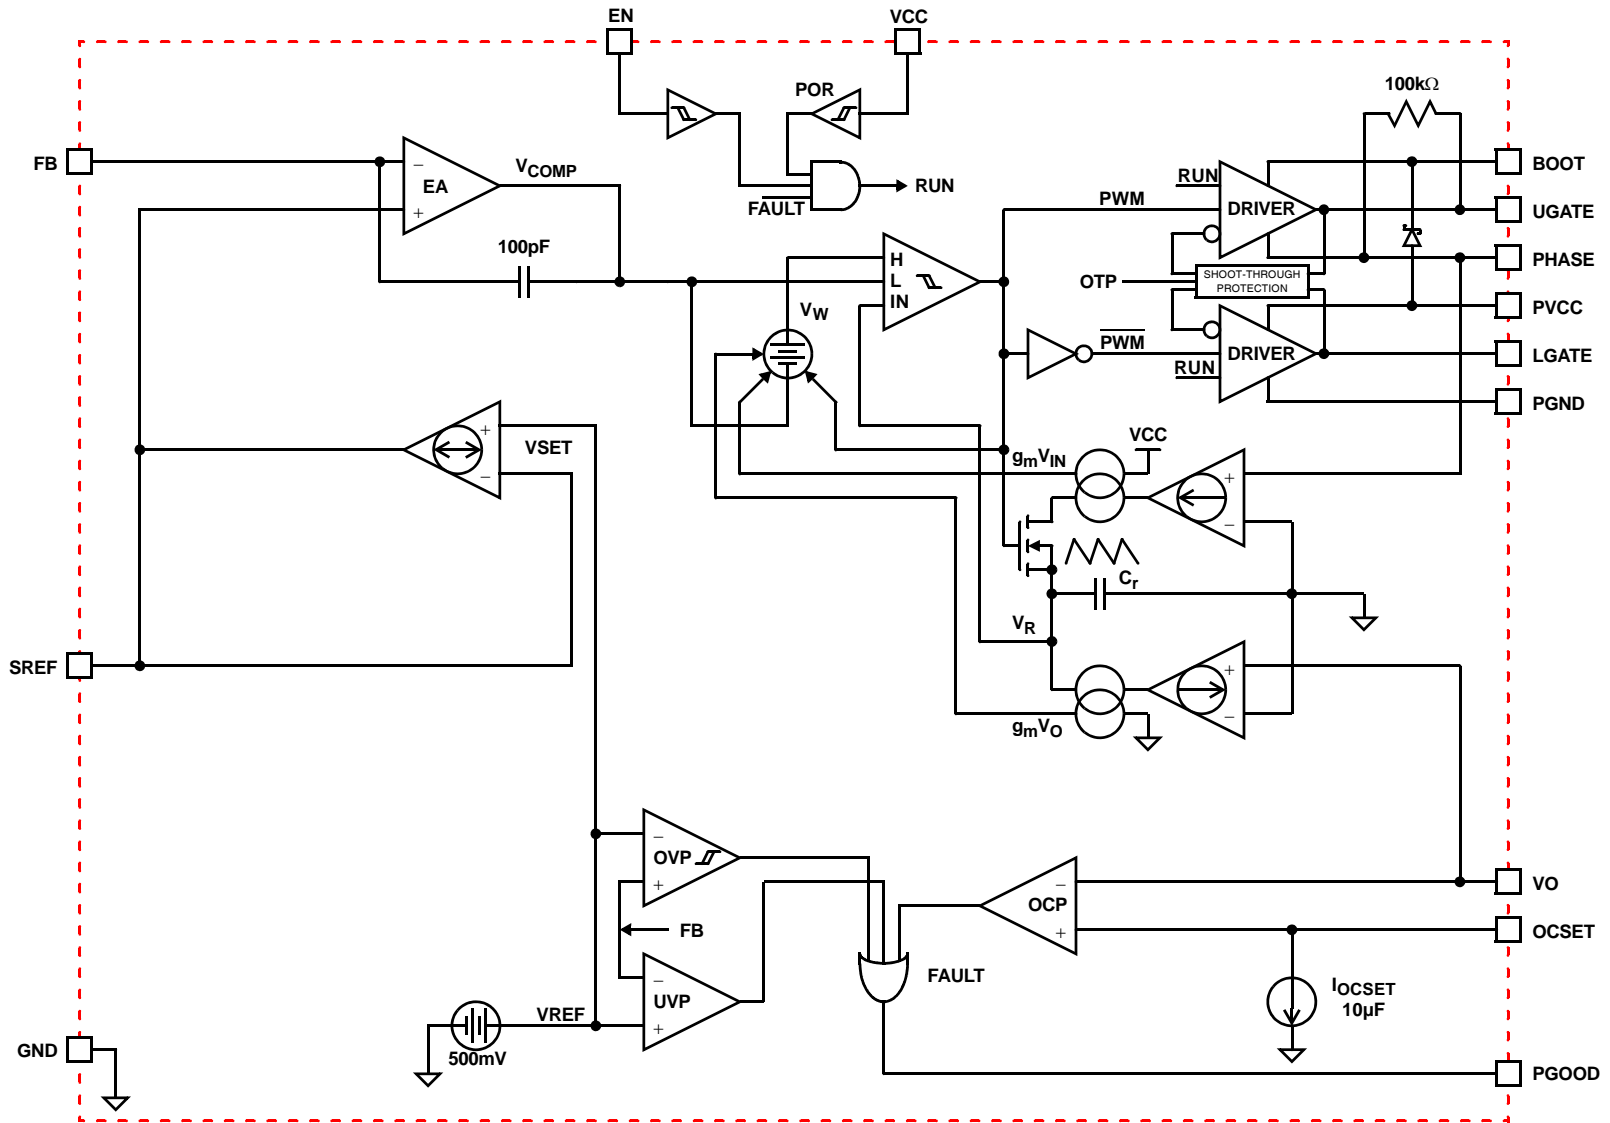 EN
VCC
POR
100kΩ
FB
−
EA
+
VCOMP
RUN
FAULT
BOOT
RUN
PWM
DRIVER
UGATE
100pF
H
L
IN
PHASE
OTP
SHOOT-THROUGH
PROTECTION
VW
PVCC
PWM
DRIVER
RUN
LGATE
PGND
+
VSET
−
VCC
gmVIN
+
−
Cr
VR
SREF
+
gmVO
−
−
OVP
+
FB
−
UVP
+
VREF
500mV
FAULT
−
OCP
+
VO
OCSET
IOCSET
10µF
GND
PGOOD